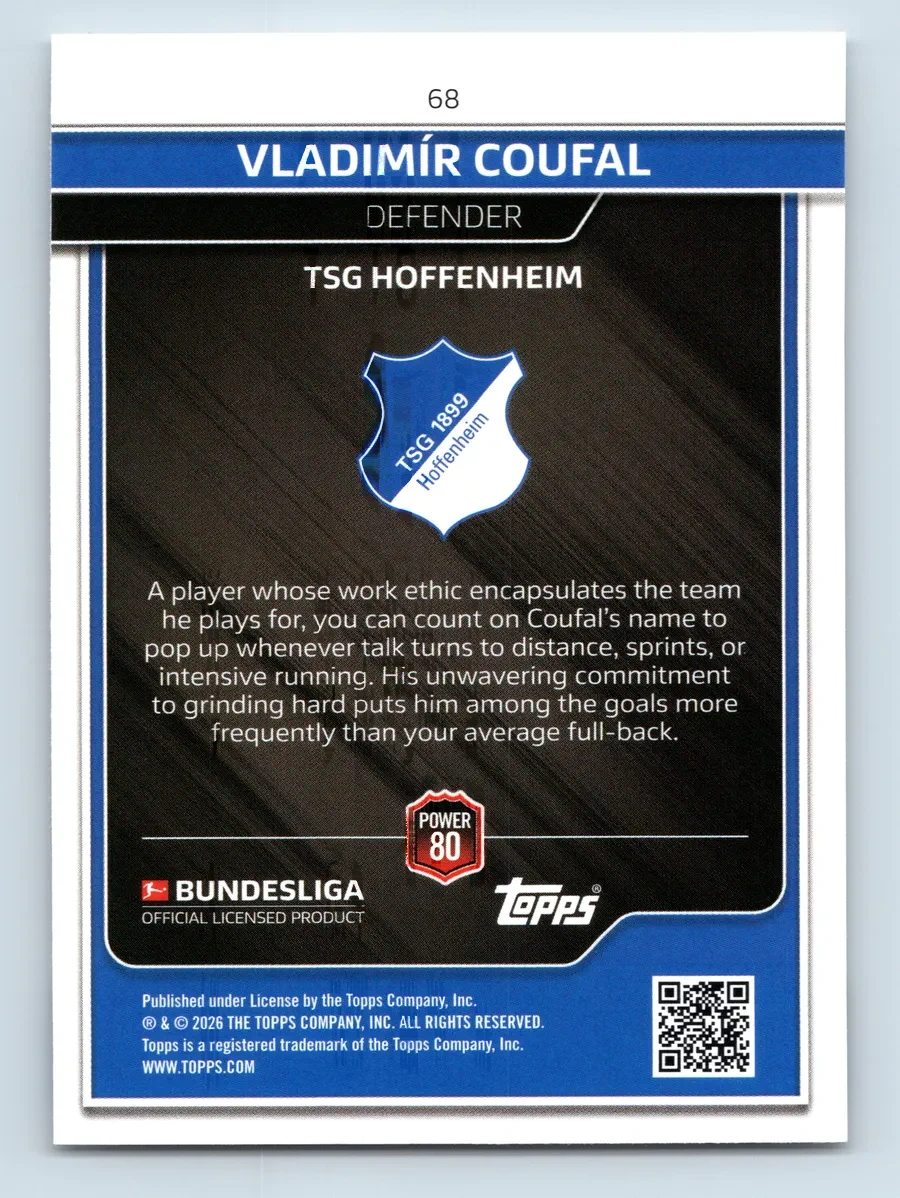 68
VLADIMÍR COUFAL
DEFENDER
TSG HOFFENHEIM
TSG 1899
Hoffenheim
A player whose work ethic encapsulates the team
he plays for, you can count on Coufal's name to
pop up whenever talk turns to distance, sprints, or
intensive running. His unwavering commitment
to grinding hard puts him among the goals more
frequently than your average full-back.
POWER
80
BUNDESLIGA
OFFICIAL LICENSED PRODUCT
Topps®
Published under License by the Topps Company, Inc.
® & © 2026 THE TOPPS COMPANY, INC. ALL RIGHTS RESERVED.
Topps is a registered trademark of the Topps Company, Inc.
WWW.TOPPS.COM